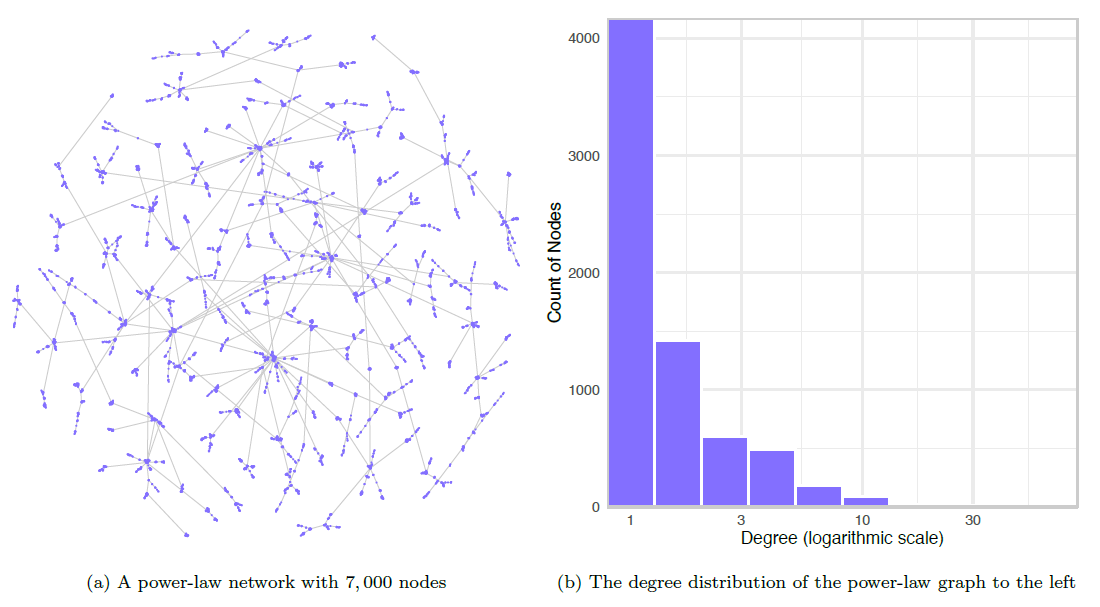 4000
3000
2000
1000
0
Count of Nodes
1 3 10 30
Degree (logarithmic scale)
(a) A power-law network with 7,000 nodes
(b) The degree distribution of the power-law graph to the left